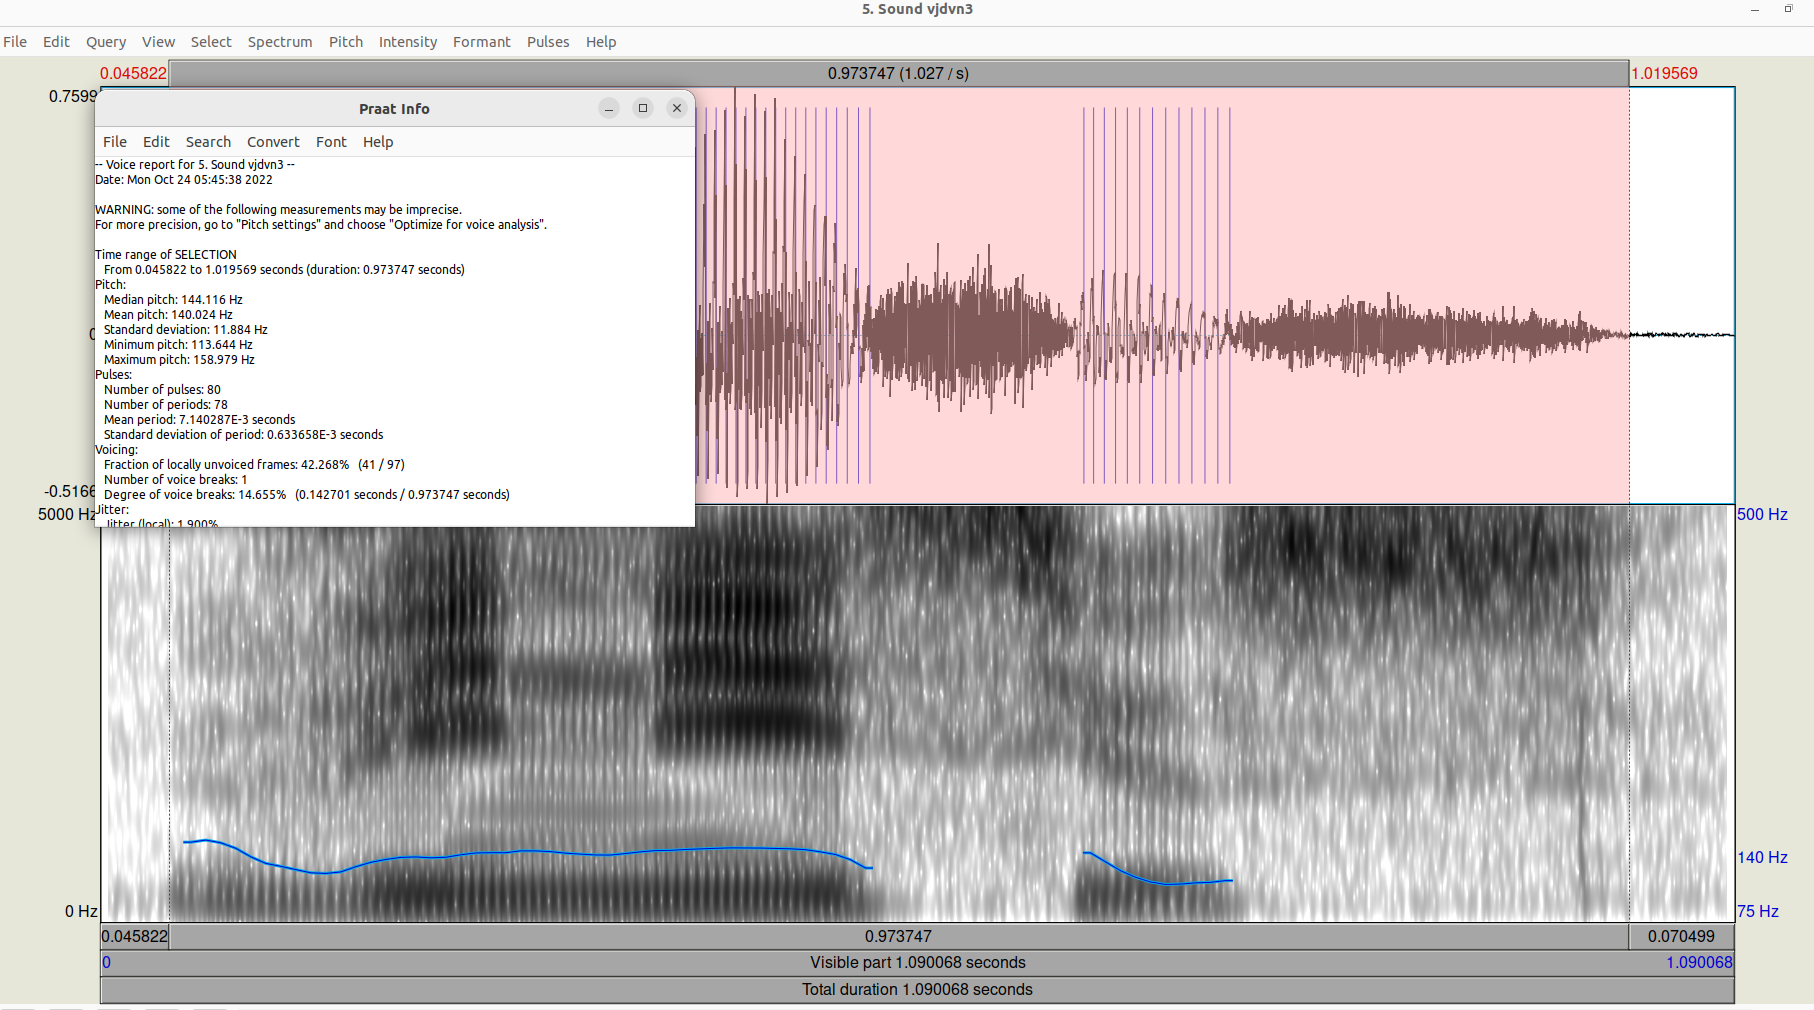 5. Sound vjdvn3
File Edit Query View Select Spectrum Pitch Intensity Formant Pulses Help
0.045822 0.973747 (1.027 / s) 1.019569
0.7599
Praat Info
File Edit Search Convert Font Help
-- Voice report for 5. Sound vjdvn3 --
Date: Mon Oct 24 05:45:38 2022
WARNING: some of the following measurements may be imprecise.
For more precision, go to "Pitch settings" and choose "Optimize for voice analysis".
Time range of SELECTION
From 0.045822 to 1.019569 seconds (duration: 0.973747 seconds)
Pitch:
Median pitch: 144.116 Hz
Mean pitch: 140.024 Hz
Standard deviation: 11.884 Hz
Minimum pitch: 113.644 Hz
Maximum pitch: 158.979 Hz
Pulses:
Number of pulses: 80
Number of periods: 78
Mean period: 7.140287E-3 seconds
Standard deviation of period: 0.633658E-3 seconds
Voicing:
Fraction of locally unvoiced frames: 42.268% (41 / 97)
Number of voice breaks: 1
Degree of voice breaks: 14.655% (0.142701 seconds / 0.973747 seconds)
Jitter:
Jitter (local): 1.900%
0
-0.5166
5000 Hz 500 Hz
140 Hz
0 Hz 75 Hz
0.045822 0.973747 0.070499
0 Visible part 1.090068 seconds 1.090068
Total duration 1.090068 seconds